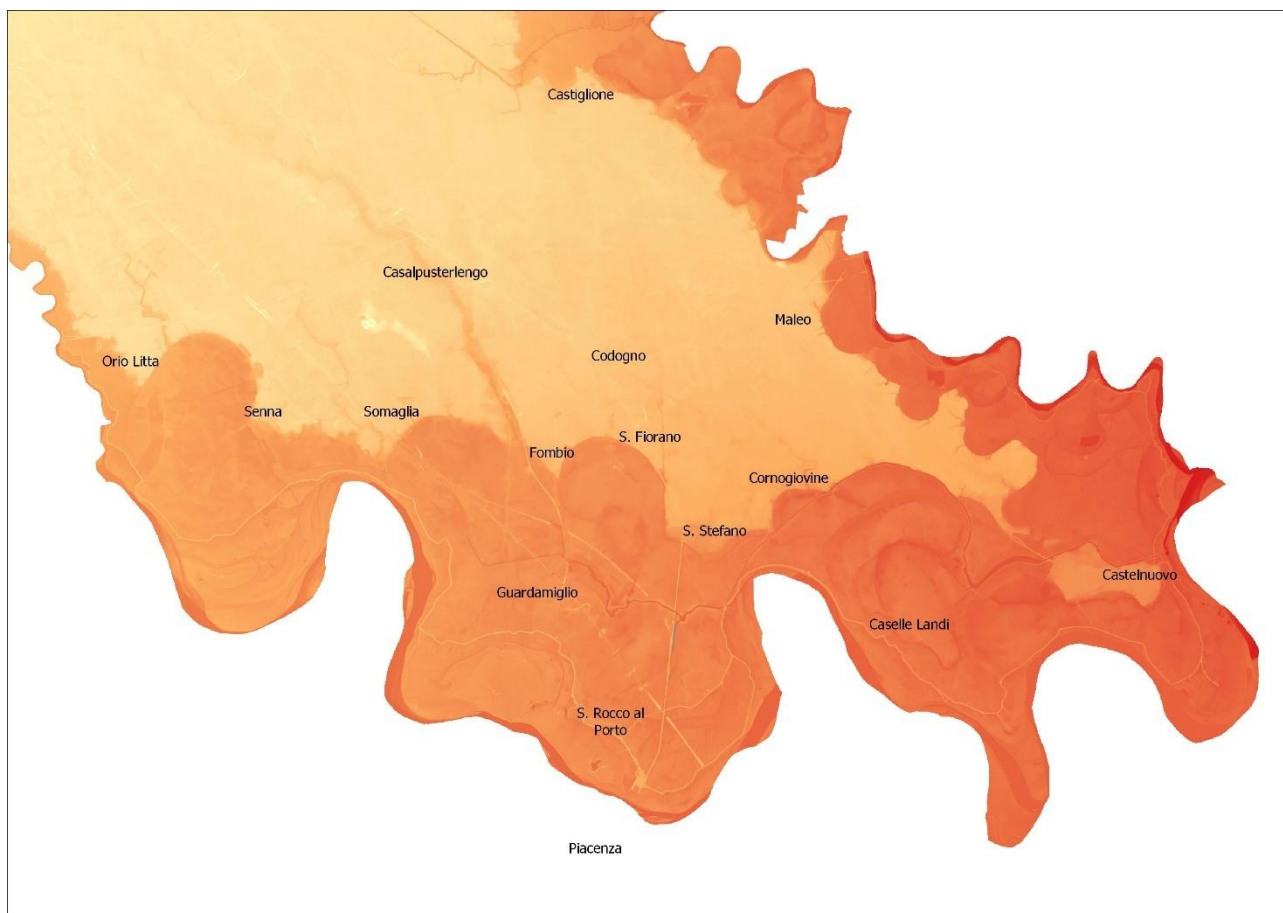 Castiglione
Casalpusterlengo
Maleo
Orio Litta
Codogno
Senna
Somaglia
S. Fiorano
Fombio
Cornogiovine
S. Stefano
Castelnuovo
Guardamiglio
Caselle Landi
S. Rocco al
Porto
Piacenza